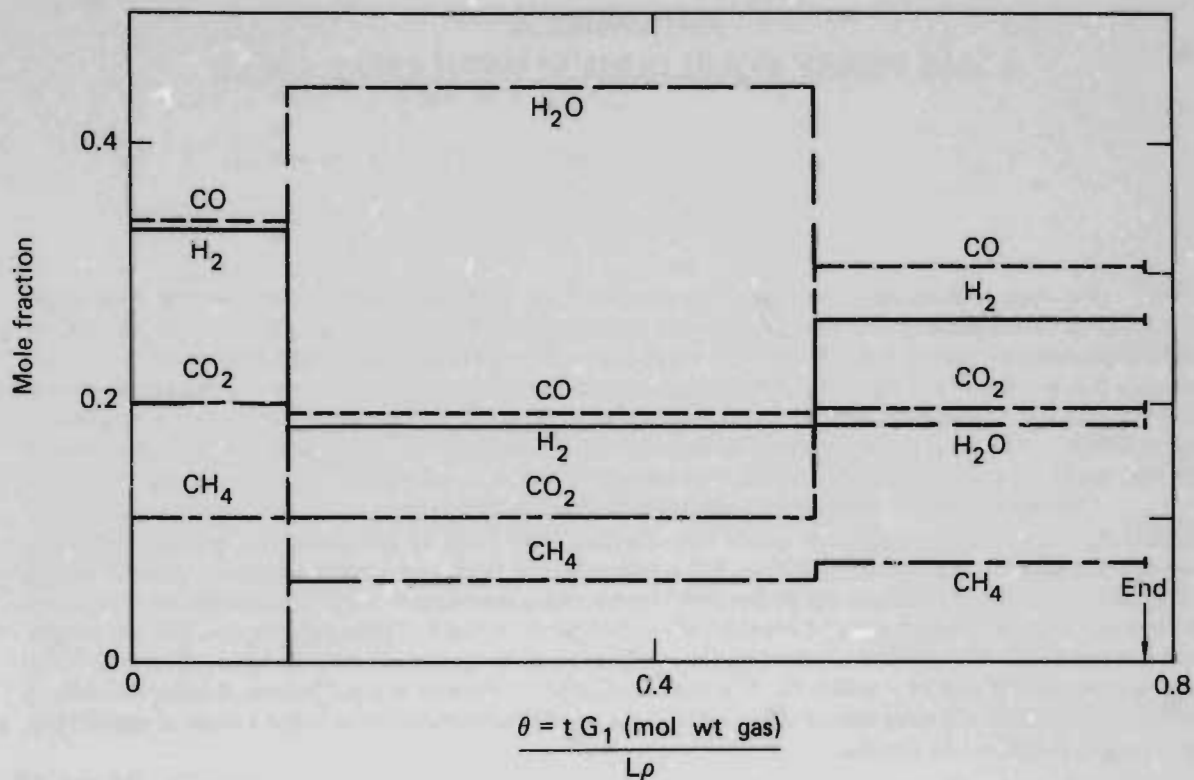 H2O
0.4
CO
H2
CO
H2
CO2
0.2
CO
CO2
H2
H2O
CH4
CO2
CH4
CH4
End
0
0
0.4
0.8
Mole fraction
θ = t G1 (mol wt gas)
Lρ